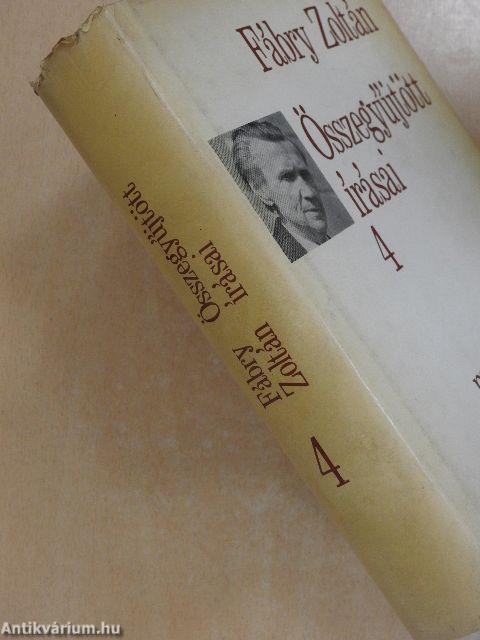 Fábry Zoltán
Összegyűjtött
írásai
4
Fábry
Zoltán
Összegyűjtött
írásai
4
Antikvárium.hu